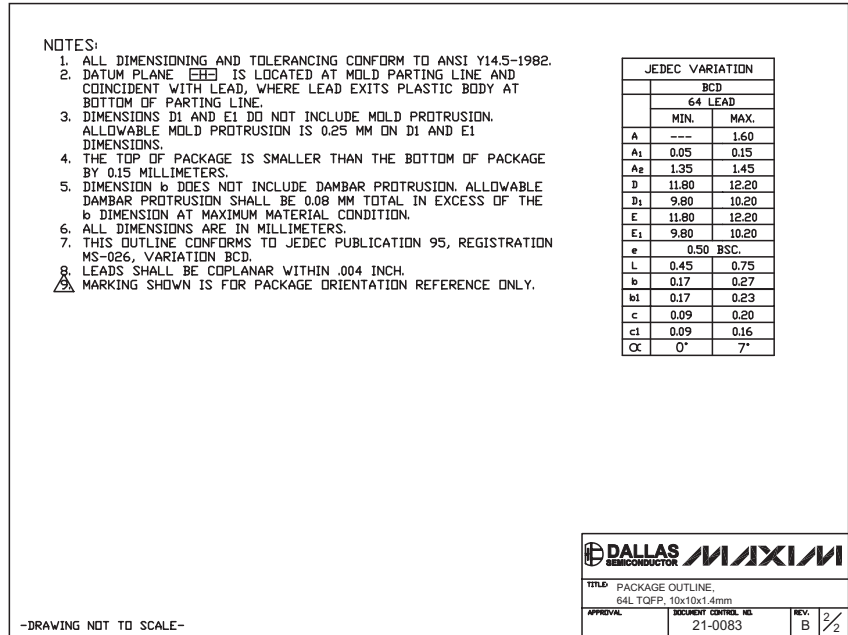 NOTES:
1. ALL DIMENSIONING AND TOLERANCING CONFORM TO ANSI Y14.5-1982.
2. DATUM PLANE -H- IS LOCATED AT MOLD PARTING LINE AND
COINCIDENT WITH LEAD, WHERE LEAD EXITS PLASTIC BODY AT
BOTTOM OF PARTING LINE.
3. DIMENSIONS D1 AND E1 DO NOT INCLUDE MOLD PROTRUSION.
ALLOWABLE MOLD PROTRUSION IS 0.25 MM ON D1 AND E1
DIMENSIONS.
4. THE TOP OF PACKAGE IS SMALLER THAN THE BOTTOM OF PACKAGE
BY 0.15 MILLIMETERS.
5. DIMENSION b DOES NOT INCLUDE DAMBAR PROTRUSION. ALLOWABLE
DAMBAR PROTRUSION SHALL BE 0.08 MM TOTAL IN EXCESS OF THE
b DIMENSION AT MAXIMUM MATERIAL CONDITION.
6. ALL DIMENSIONS ARE IN MILLIMETERS.
7. THIS OUTLINE CONFORMS TO JEDEC PUBLICATION 95, REGISTRATION
MS-026, VARIATION BCD.
8. LEADS SHALL BE COPLANAR WITHIN .004 INCH.
9. MARKING SHOWN IS FOR PACKAGE ORIENTATION REFERENCE ONLY.
JEDEC VARIATION
BCD
64 LEAD
MIN. MAX.
A --- 1.60
A1 0.05 0.15
A2 1.35 1.45
D 11.80 12.20
D1 9.80 10.20
E 11.80 12.20
E1 9.80 10.20
e 0.50 BSC.
L 0.45 0.75
b 0.17 0.27
b1 0.17 0.23
c 0.09 0.20
c1 0.09 0.16
α 0° 7°
DALLAS SEMICONDUCTOR MAXIM
TITLE: PACKAGE OUTLINE,
64L TQFP, 10x10x1.4mm
APPROVAL DOCUMENT CONTROL NO. REV.
21-0083 B 2/2
-DRAWING NOT TO SCALE-